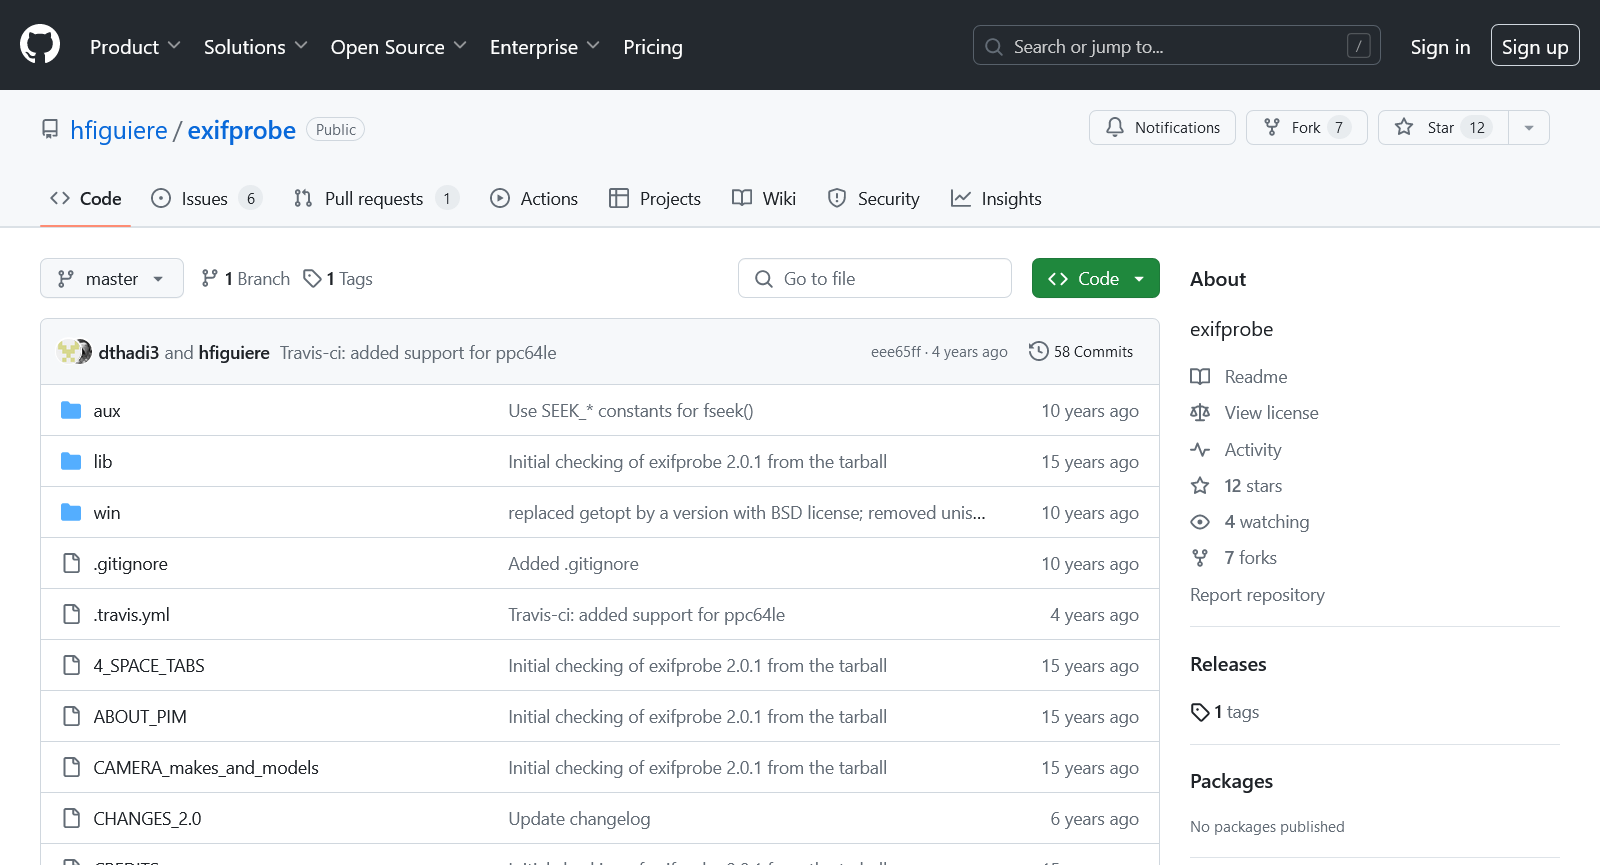 Product Solutions Open Source Enterprise Pricing Search or jump to... / Sign in Sign up
hfiguiere / exifprobe Public Notifications Fork 7 Star 12
Code Issues 6 Pull requests 1 Actions Projects Wiki Security Insights
master 1 Branch 1 Tags Go to file Code
dthadi3 and hfiguiere Travis-ci: added support for ppc64le eee65ff · 4 years ago 58 Commits
aux Use SEEK_* constants for fseek() 10 years ago
lib Initial checking of exifprobe 2.0.1 from the tarball 15 years ago
win replaced getopt by a version with BSD license; removed unis... 10 years ago
.gitignore Added .gitignore 10 years ago
.travis.yml Travis-ci: added support for ppc64le 4 years ago
4_SPACE_TABS Initial checking of exifprobe 2.0.1 from the tarball 15 years ago
ABOUT_PIM Initial checking of exifprobe 2.0.1 from the tarball 15 years ago
CAMERA_makes_and_models Initial checking of exifprobe 2.0.1 from the tarball 15 years ago
CHANGES_2.0 Update changelog 6 years ago
About
exifprobe
Readme
View license
Activity
12 stars
4 watching
7 forks
Report repository
Releases
1 tags
Packages
No packages published